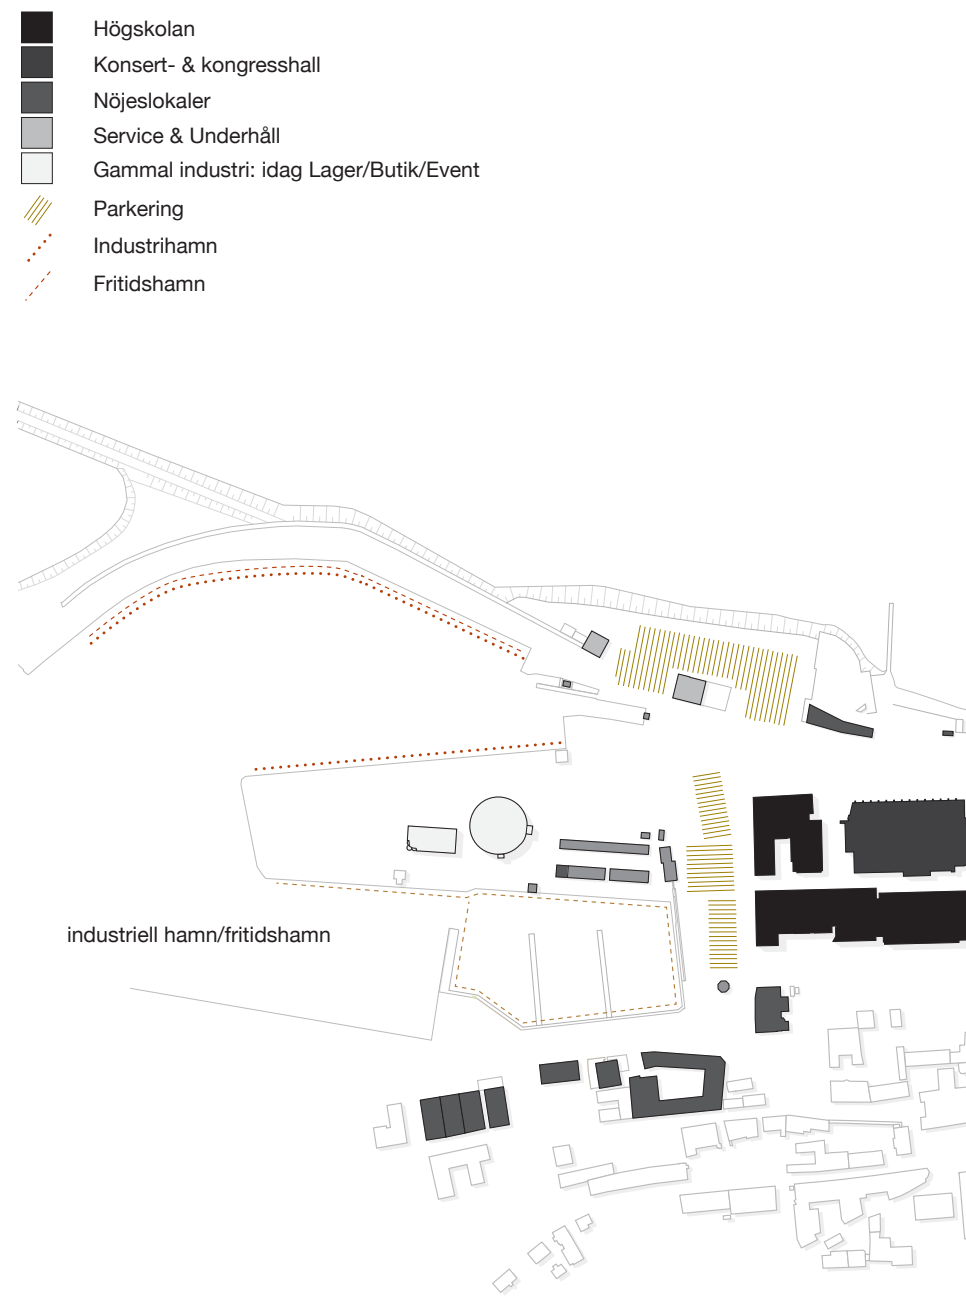 Högskolan
Konsert- & kongresshall
Nöjeslokaler
Service & Underhåll
Gammal industri: idag Lager/Butik/Event
Parkering
Industrihamn
Fritidshamn
industriell hamn/fritidshamn